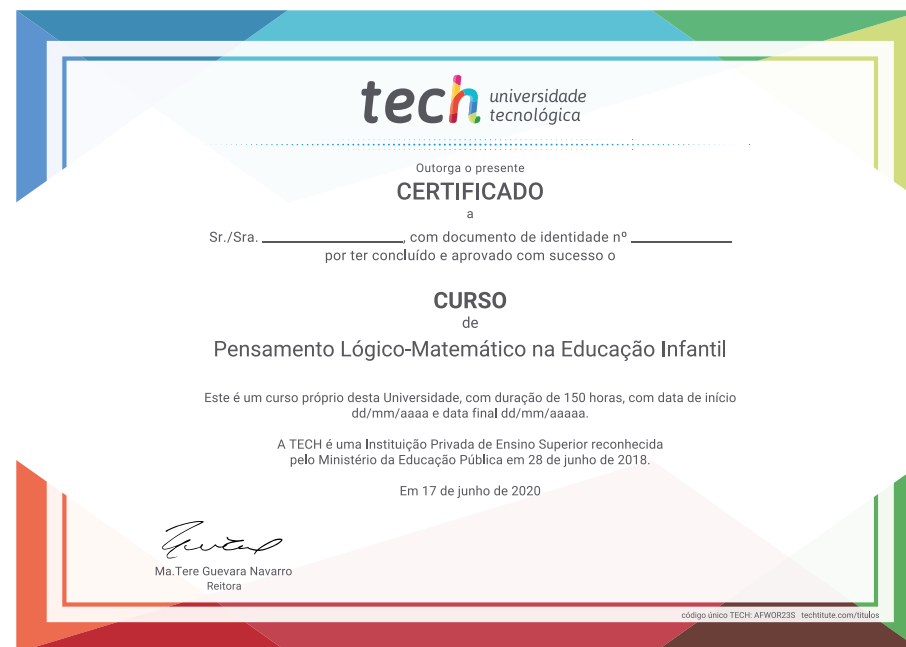 tech universidade
tecnológica
Outorga o presente
CERTIFICADO
a
Sr./Sra. ________________, com documento de identidade nº ____________
por ter concluído e aprovado com sucesso o
CURSO
de
Pensamento Lógico-Matemático na Educação Infantil
Este é um curso próprio desta Universidade, com duração de 150 horas, com data de início
dd/mm/aaaa e data final dd/mm/aaaaa.
A TECH é uma Instituição Privada de Ensino Superior reconhecida
pelo Ministério da Educação Pública em 28 de junho de 2018.
Em 17 de junho de 2020
Ma.Tere Guevara Navarro
Reitora
código único TECH: AFWOR23S techtitute.com/titulos